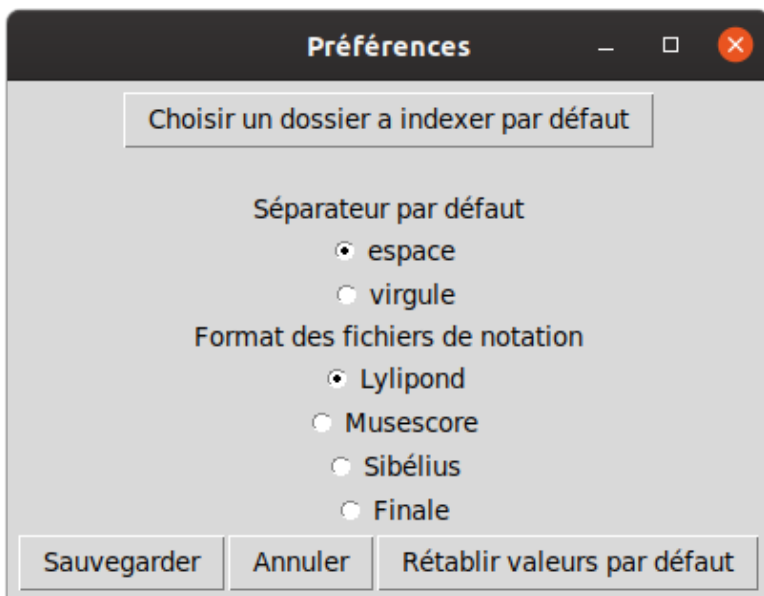 Préférences
Choisir un dossier a indexer par défaut
Séparateur par défaut
espace
virgule
Format des fichiers de notation
Lylipond
Musescore
Sibélius
Finale
Sauvegarder Annuler Rétablir valeurs par défaut